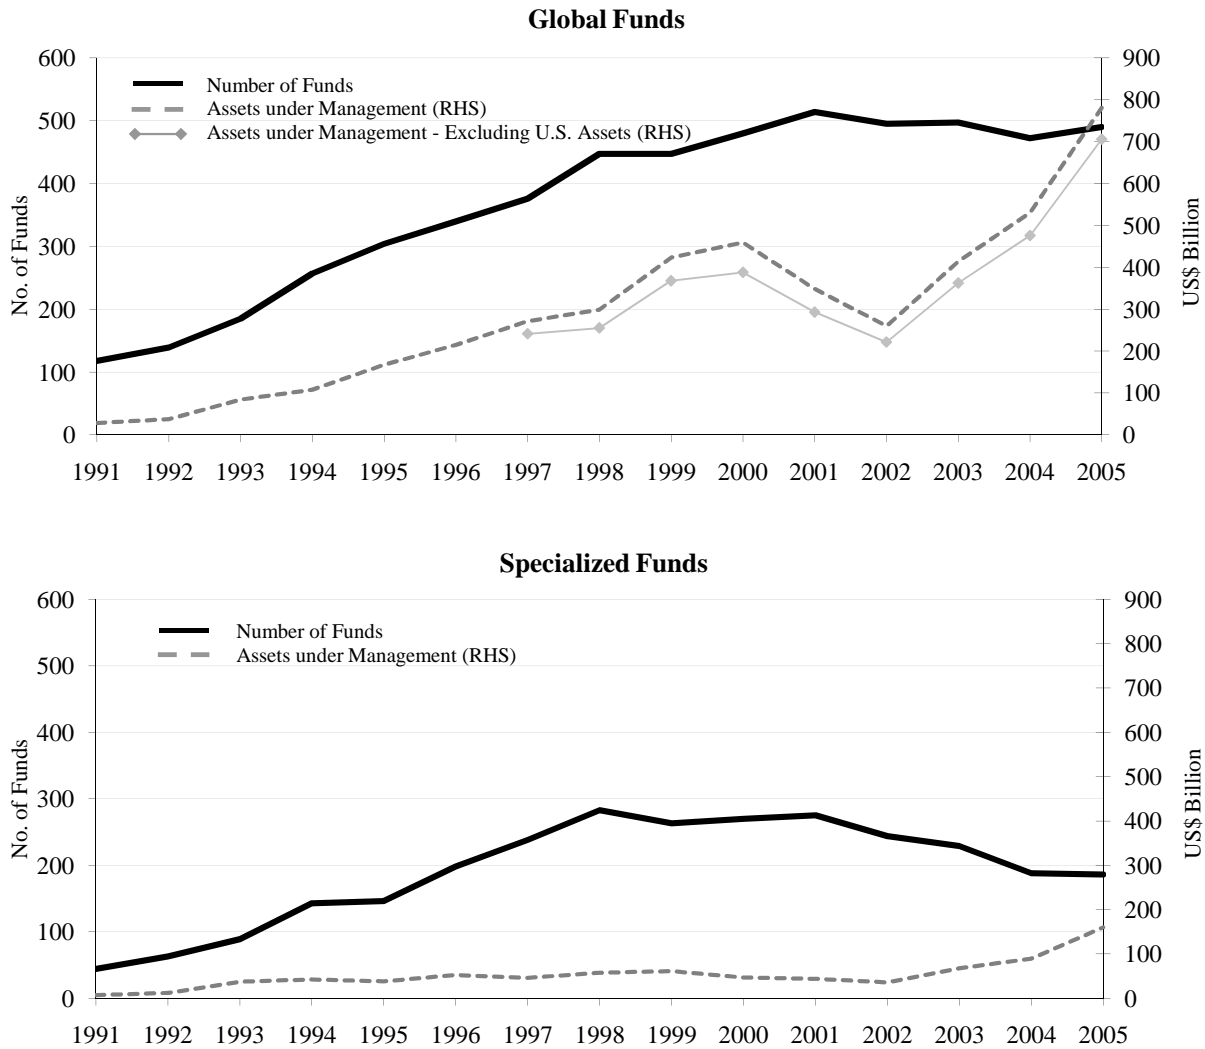 Global Funds
600 900
Number of Funds
800
Assets under Management (RHS)
500
Assets under Management - Excluding U.S. Assets (RHS)
700
400 600
No. of Funds
500
300
US$ Billion
400
200 300
200
100
100
0 0
1991 1992 1993 1994 1995 1996 1997 1998 1999 2000 2001 2002 2003 2004 2005
Specialized Funds
600 900
Number of Funds
800
Assets under Management (RHS)
500
700
400 600
No. of Funds
500
300
US$ Billion
400
200 300
200
100
100
0 0
1991 1992 1993 1994 1995 1996 1997 1998 1999 2000 2001 2002 2003 2004 2005